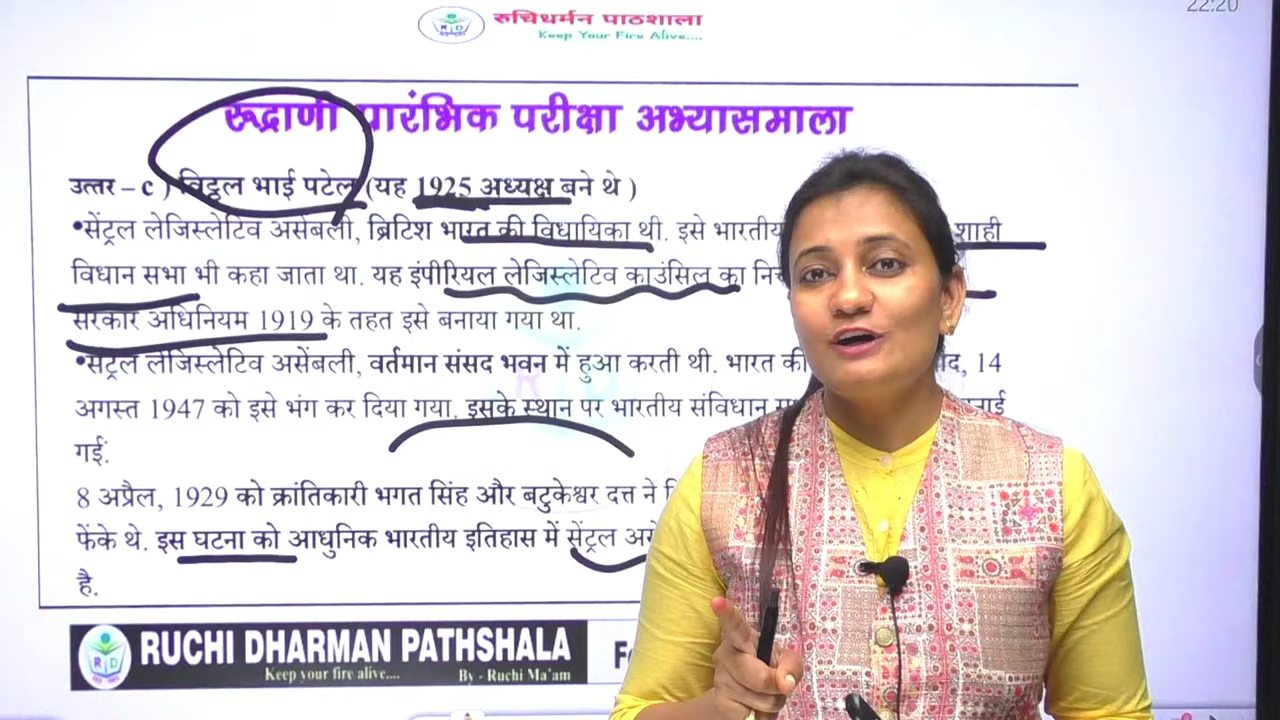 22:20
रुचिधर्मन पाठशाला
Keep Your Fire Alive....
रूद्राणी प्रारंभिक परीक्षा अभ्यासमाला
उत्तर – c ) विट्ठल भाई पटेल (यह 1925 अध्यक्ष बने थे )
•सेंट्रल लेजिस्लेटिव असेंबली, ब्रिटिश भारत की विधायिका थी. इसे भारतीय शाही
विधान सभा भी कहा जाता था. यह इंपीरियल लेजिस्लेटिव काउंसिल का
सरकार अधिनियम 1919 के तहत इसे बनाया गया था.
•सेंट्रल लेजिस्लेटिव असेंबली, वर्तमान संसद भवन में हुआ करती थी. भारत की 14
अगस्त 1947 को इसे भंग कर दिया गया. इसके स्थान पर भारतीय संविधान
गईं.
8 अप्रैल, 1929 को क्रांतिकारी भगत सिंह और बटुकेश्वर दत्त ने
फेंके थे. इस घटना को आधुनिक भारतीय इतिहास में सेंट्रल
है.
RD
RUCHI DHARMAN PATHSHALA
Keep your fire alive.... By - Ruchi Ma'am